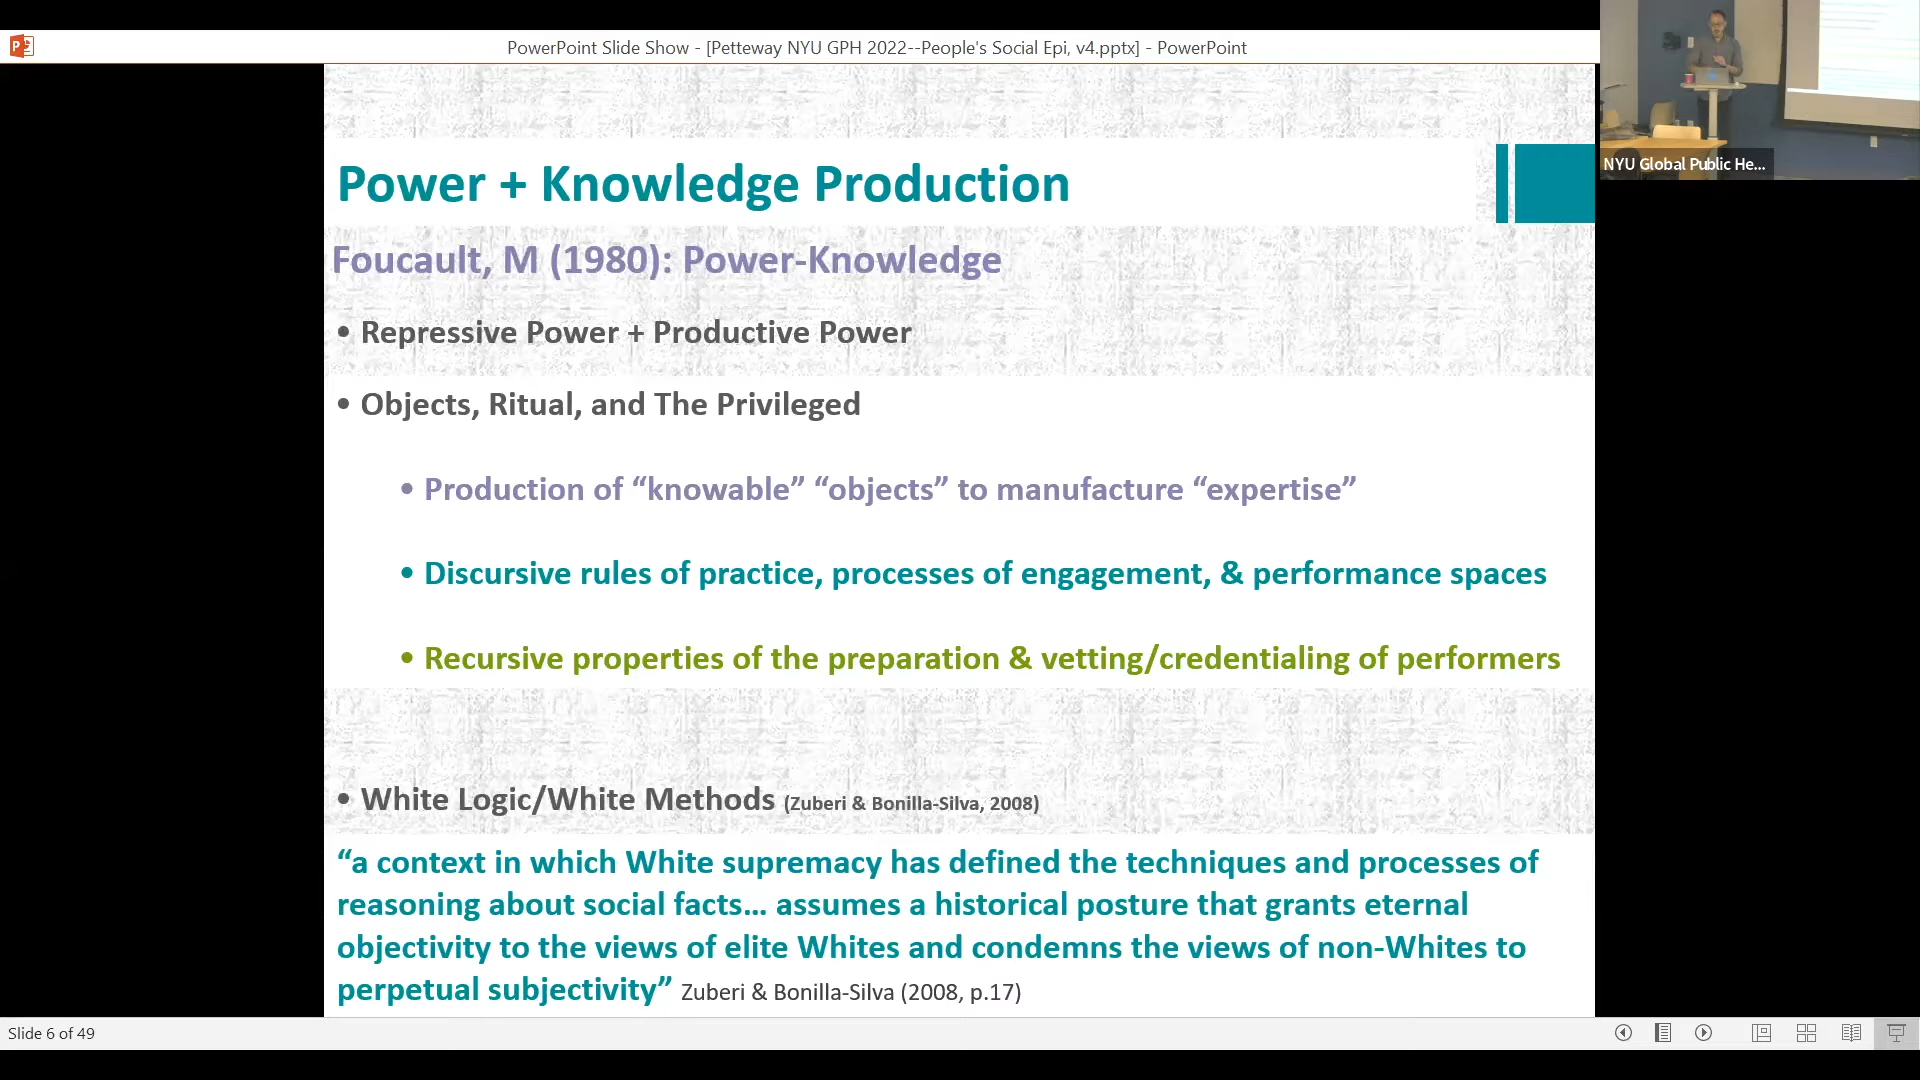 PowerPoint Slide Show - [Petteway NYU GPH 2022--People's Social Epi, v4.pptx] - PowerPoint
NYU Global Public He...
Power + Knowledge Production
Foucault, M (1980): Power-Knowledge
• Repressive Power + Productive Power
• Objects, Ritual, and The Privileged
• Production of “knowable” “objects” to manufacture “expertise”
• Discursive rules of practice, processes of engagement, & performance spaces
• Recursive properties of the preparation & vetting/credentialing of performers
• White Logic/White Methods (Zuberi & Bonilla-Silva, 2008)
“a context in which White supremacy has defined the techniques and processes of
reasoning about social facts… assumes a historical posture that grants eternal
objectivity to the views of elite Whites and condemns the views of non-Whites to
perpetual subjectivity” Zuberi & Bonilla-Silva (2008, p.17)
Slide 6 of 49